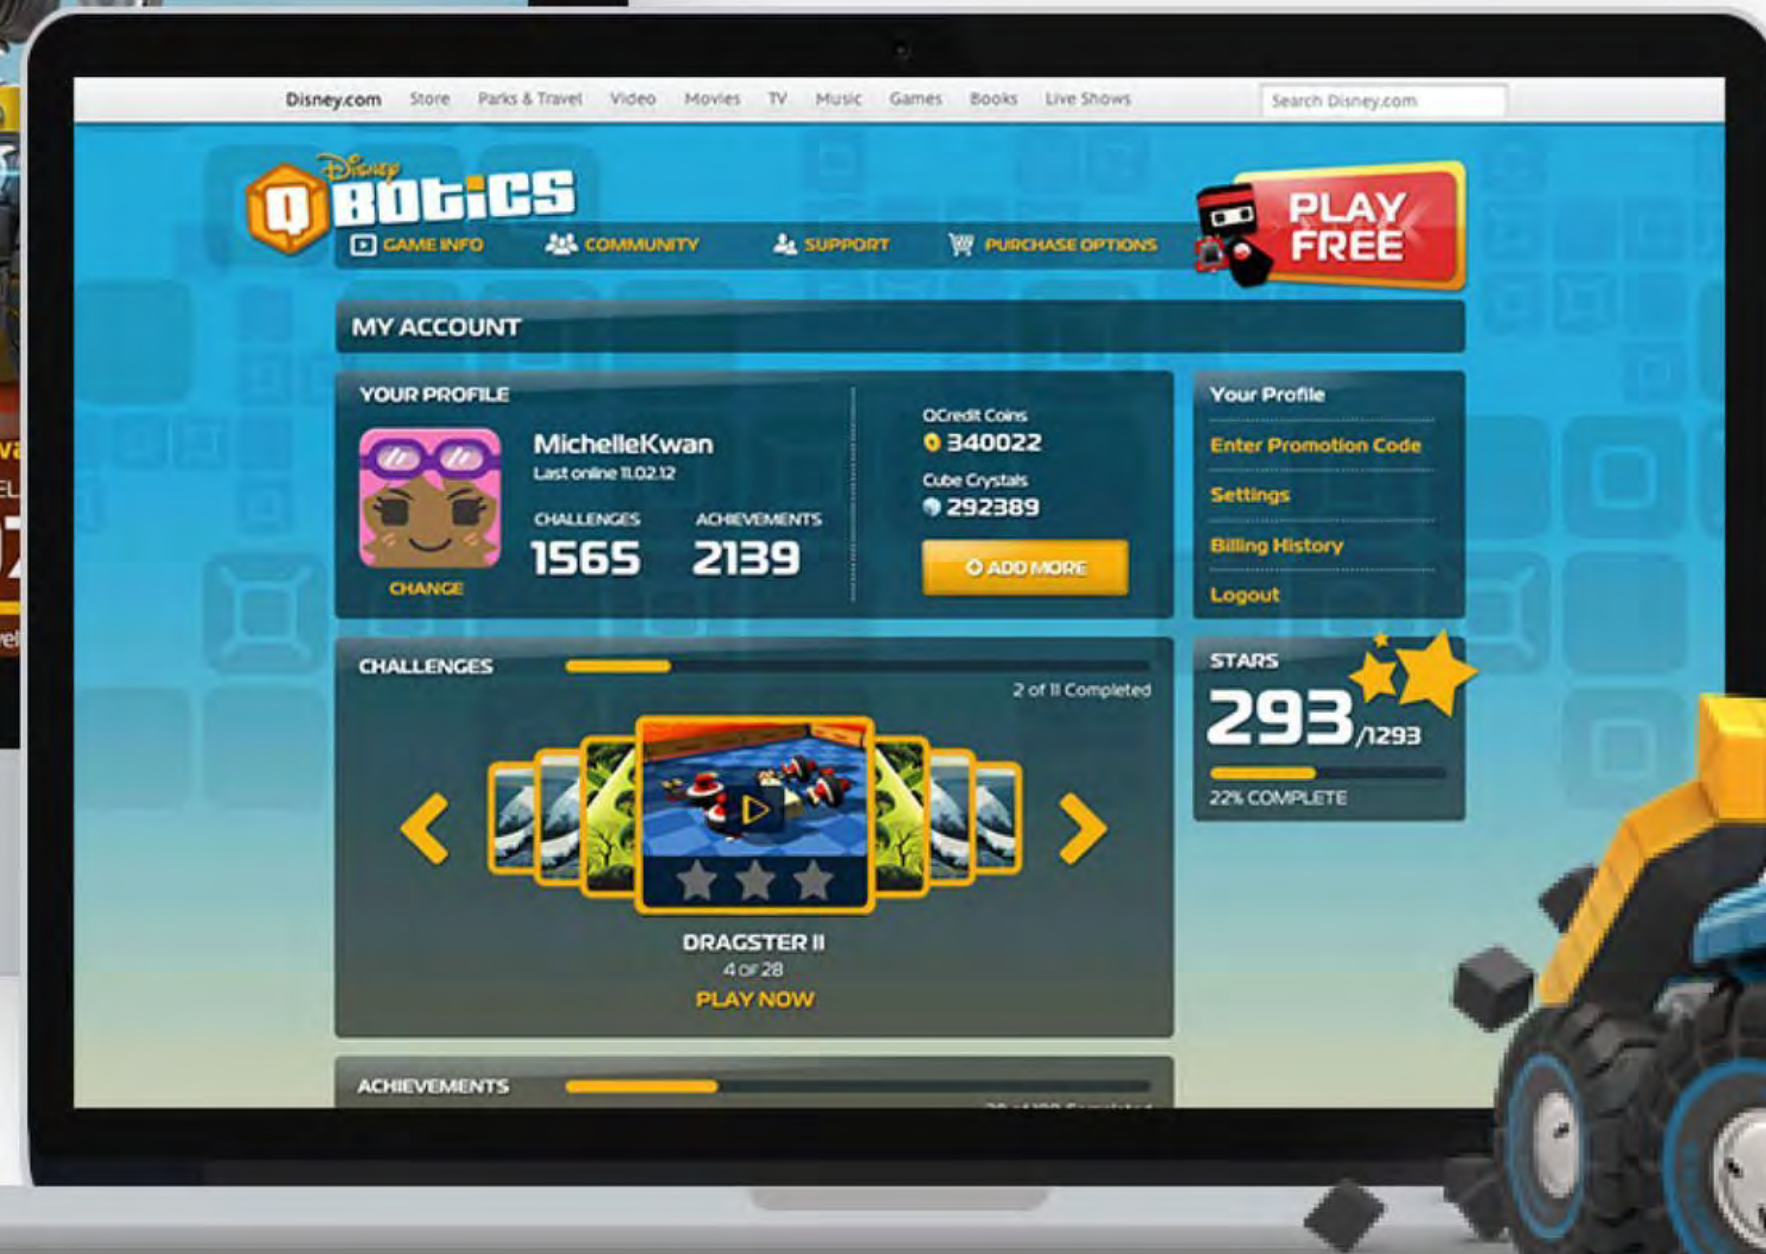 Disney.com Store Parks & Travel Video Movies TV Music Games Books Live Shows Search Disney.com
Disney
QBOTiCS
PLAY
FREE
GAME INFO COMMUNITY SUPPORT PURCHASE OPTIONS
MY ACCOUNT
YOUR PROFILE
MichelleKwan
Last online 11.02.12
CHALLENGES ACHIEVEMENTS
1565 2139
CHANGE
QCredit Coins
340022
Cube Crystals
292389
ADD MORE
Your Profile
Enter Promotion Code
Settings
Billing History
Logout
CHALLENGES
2 of 11 Completed
DRAGSTER II
4 OF 28
PLAY NOW
STARS
293/1293
22% COMPLETE
ACHIEVEMENTS